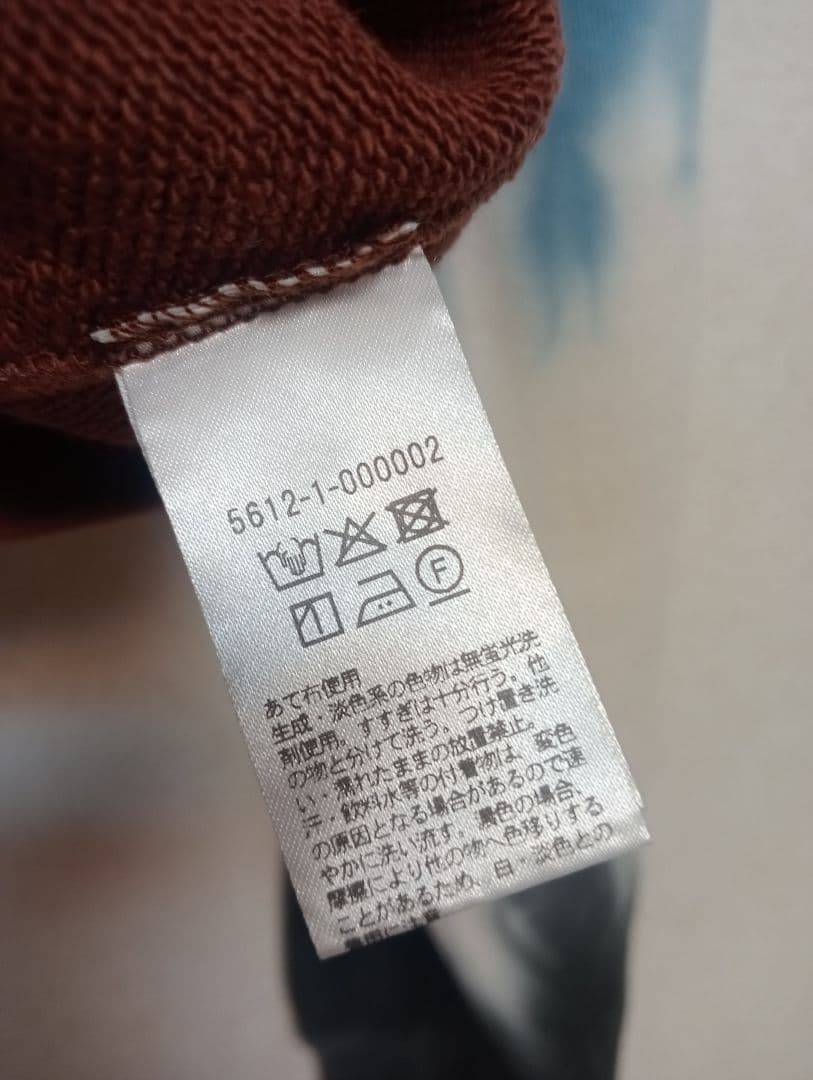 5612-1-000002
F
あて布使用
生成・淡色系の色物は無蛍光洗
剤使用。すすぎは十分行う。他
の物と分けて洗う。つけ置き洗
い・濡れたままの放置禁止。
汗・飲料水等の付着物は、変色
の原因となる場合があるので速
やかに洗い流す。濃色の場合、
摩擦により他の物へ色移りする
ことがあるため、白・淡色との
着用に注意